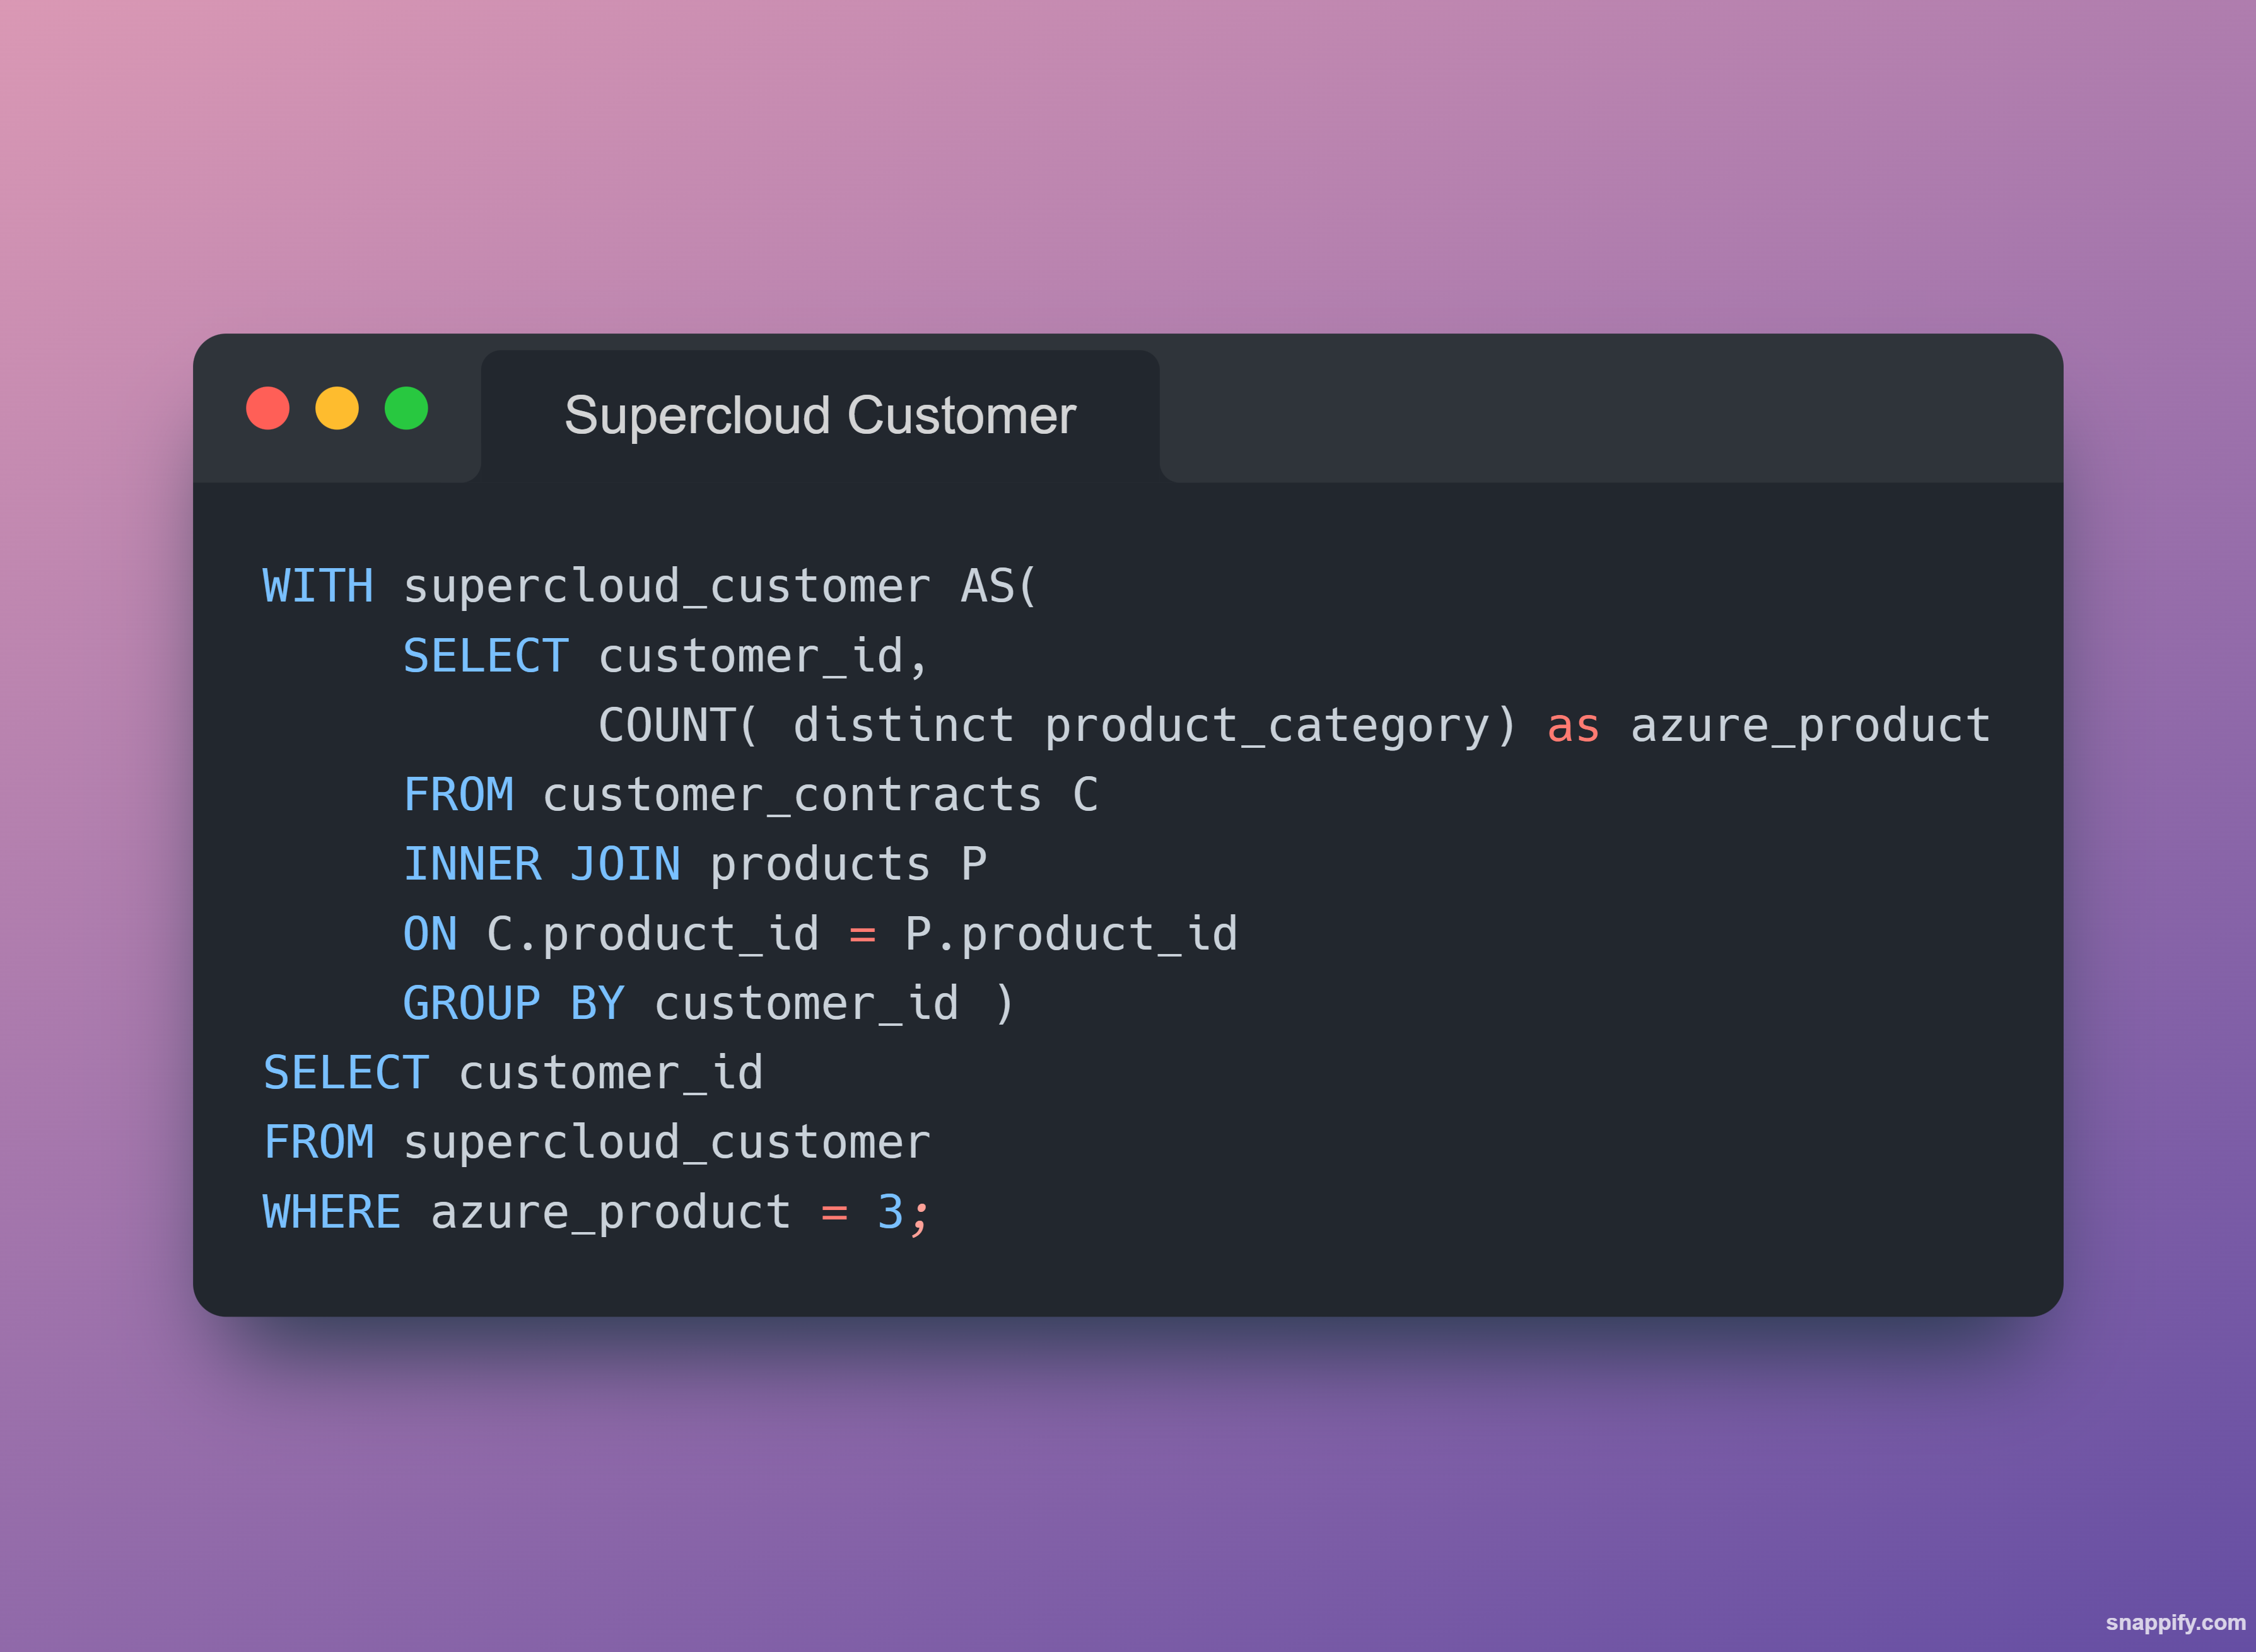 Supercloud Customer
WITH supercloud_customer AS(
     SELECT customer_id,
            COUNT( distinct product_category) as azure_product
     FROM customer_contracts C
     INNER JOIN products P
     ON C.product_id = P.product_id
     GROUP BY customer_id )
SELECT customer_id
FROM supercloud_customer
WHERE azure_product = 3;
snappify.com